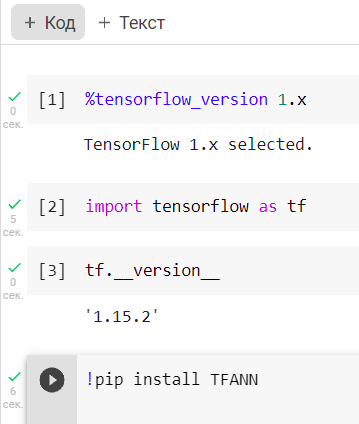 + Код + Текст
0 сек. [1] %tensorflow_version 1.x
TensorFlow 1.x selected.
5 сек. [2] import tensorflow as tf
0 сек. [3] tf.__version__
'1.15.2'
6 сек. !pip install TFANN